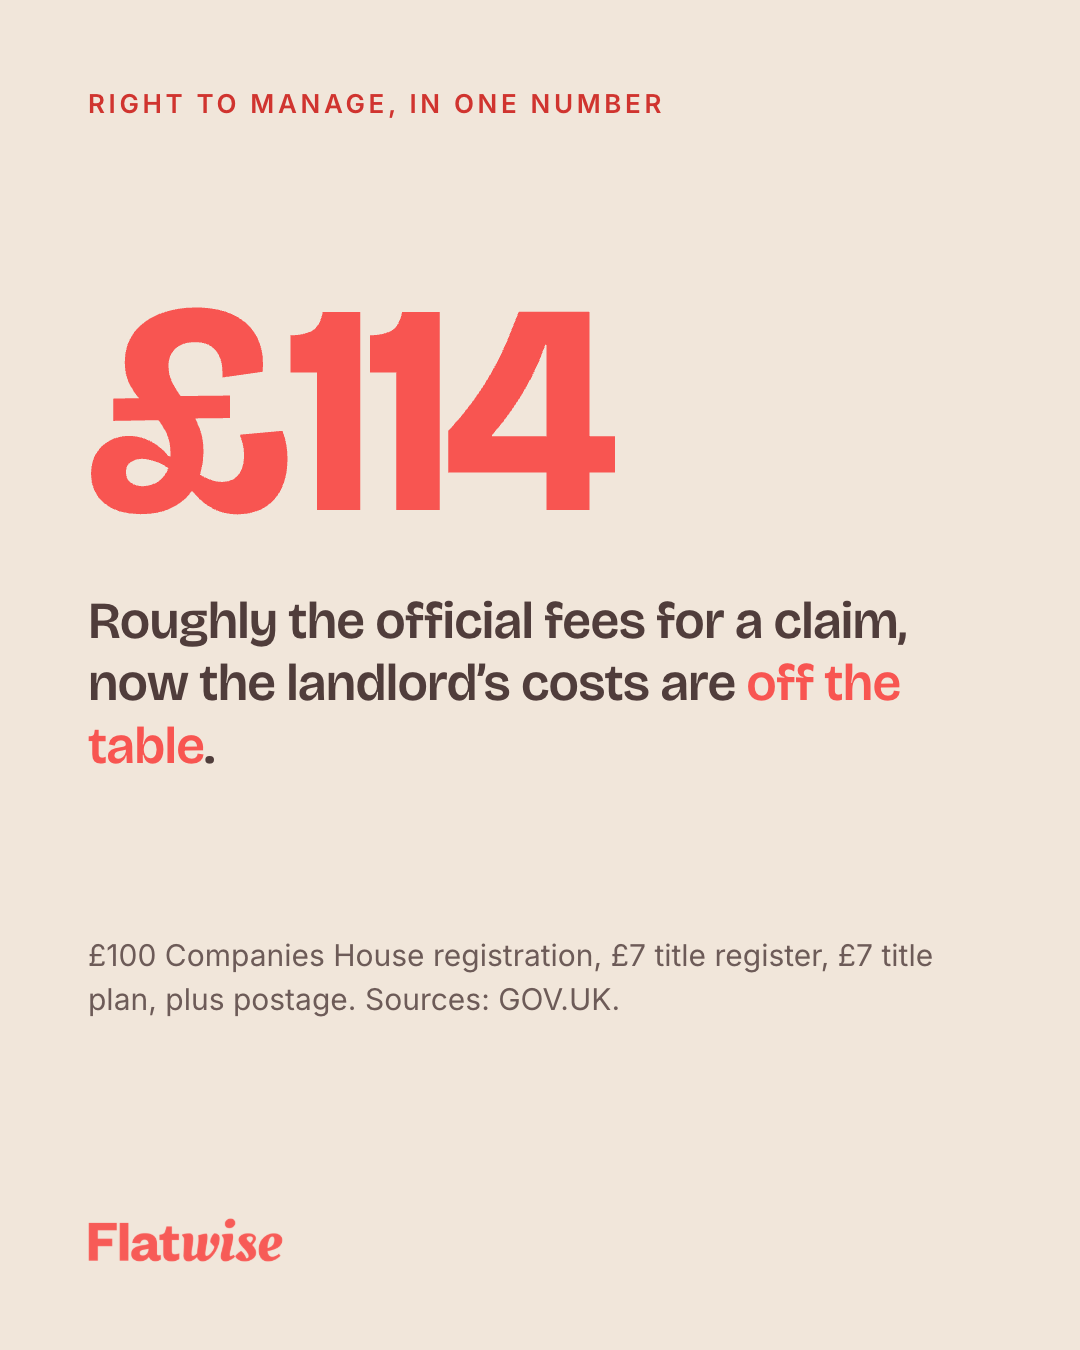 RIGHT TO MANAGE, IN ONE NUMBER
£114
Roughly the official fees for a claim,
now the landlord’s costs are off the
table.
£100 Companies House registration, £7 title register, £7 title
plan, plus postage. Sources: GOV.UK.
Flatwise